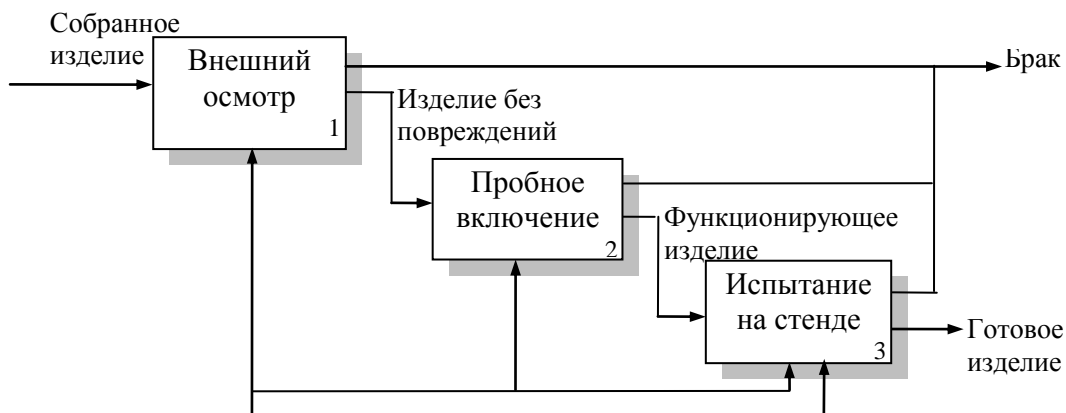 Собранное
изделие
Внешний
осмотр
1
Брак
Изделие без
повреждений
Пробное
включение
2
Функционирующее
изделие
Испытание
на стенде
3
Готовое
изделие